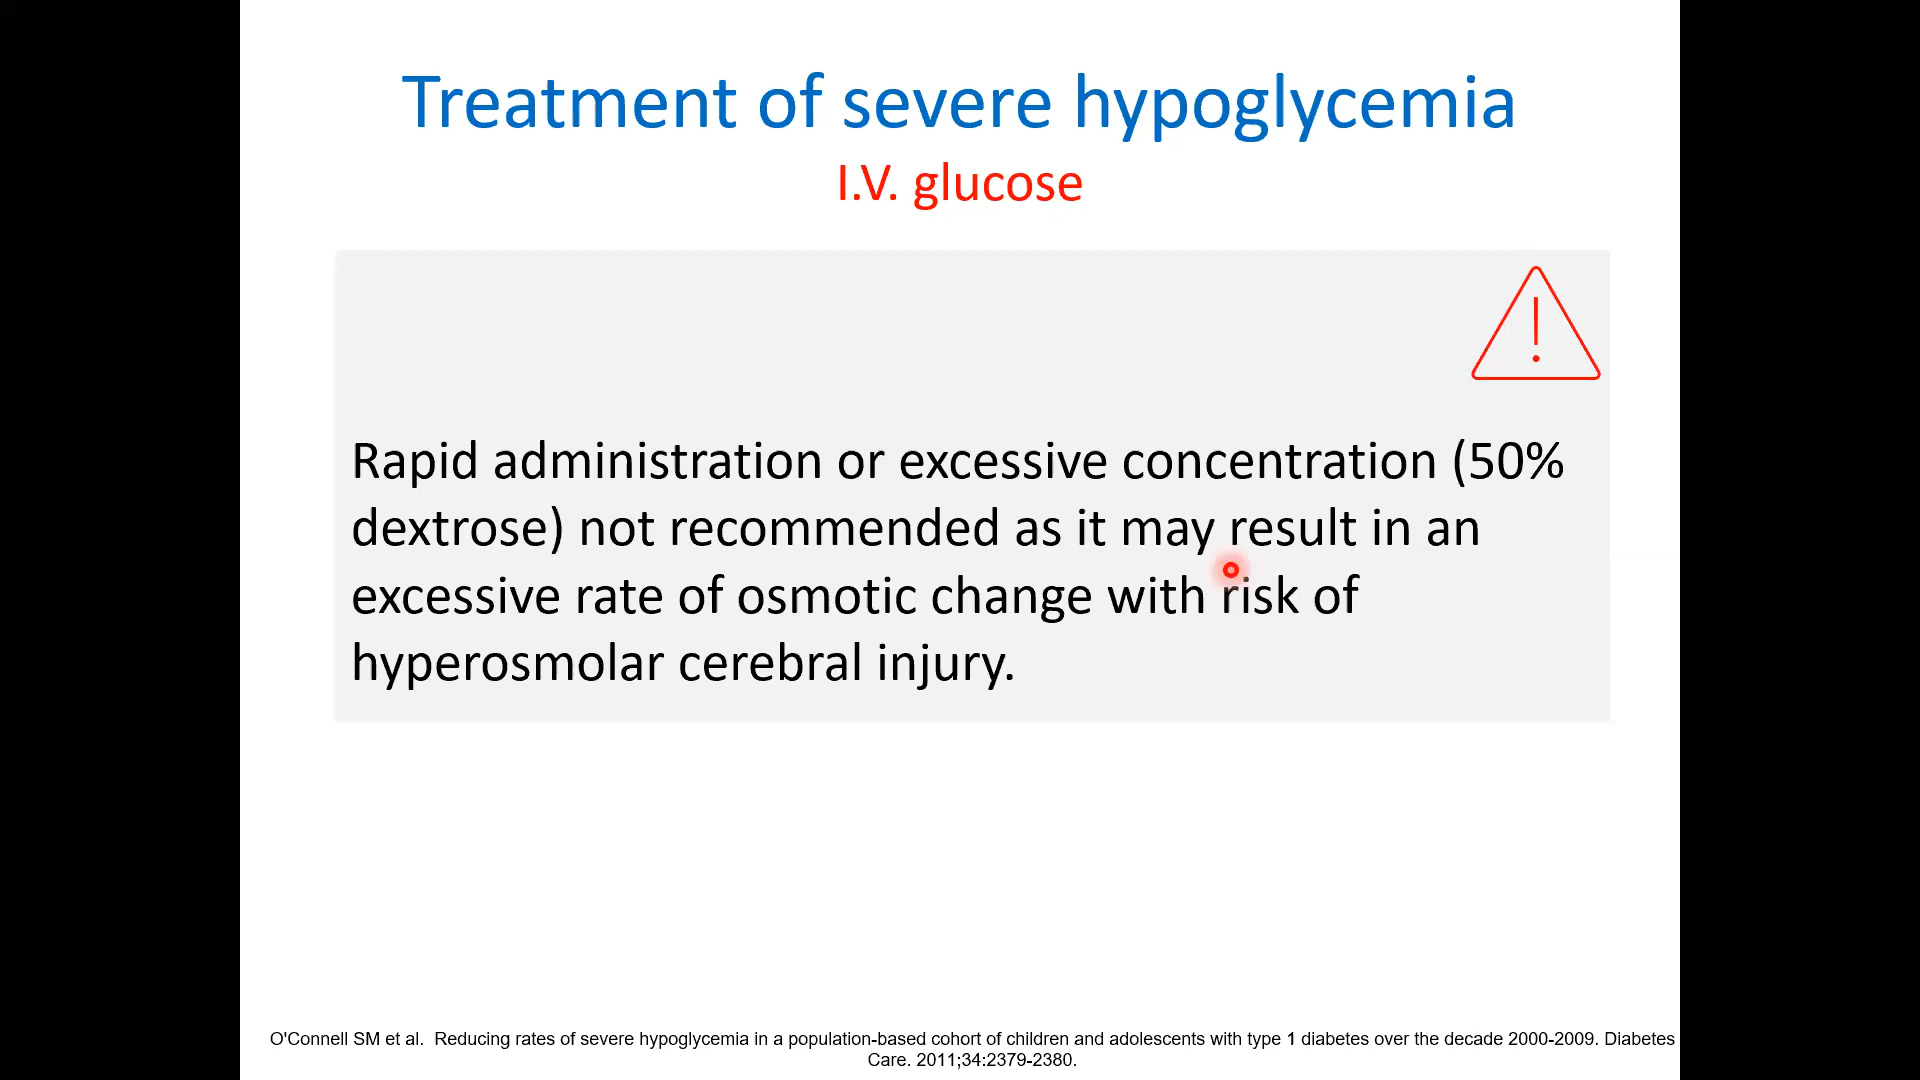 Treatment of severe hypoglycemia
I.V. glucose
Rapid administration or excessive concentration (50%
dextrose) not recommended as it may result in an
excessive rate of osmotic change with risk of
hyperosmolar cerebral injury.
O'Connell SM et al.  Reducing rates of severe hypoglycemia in a population-based cohort of children and adolescents with type 1 diabetes over the decade 2000-2009. Diabetes
Care. 2011;34:2379-2380.